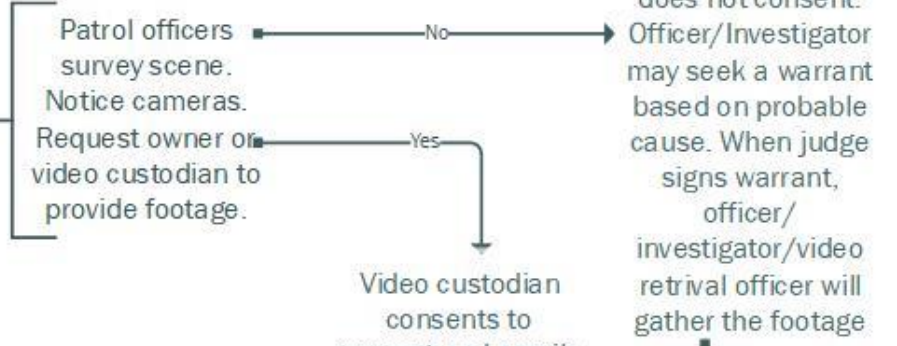 Patrol officers
survey scene.
Notice cameras.
Request owner or
video custodian to
provide footage.
No
Yes
Video custodian
consents to
does not consent.
Officer/Investigator
may seek a warrant
based on probable
cause. When judge
signs warrant,
officer/
investigator/video
retrival officer will
gather the footage